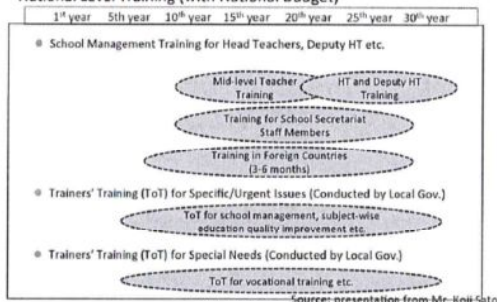 National Level Training (with National Budget)
1st year 5th year 10th year 15th year 20th year 25th year 30th year
School Management Training for Head Teachers, Deputy HT etc.
Mid-level Teacher Training
HT and Deputy HT Training
Training for School Secretariat
Staff Members
Training in Foreign Countries
(3-6 months)
Trainers' Training (ToT) for Specific/Urgent Issues (Conducted by Local Gov.)
ToT for school management, subject-wise
education quality improvement etc.
Trainers' Training (ToT) for Special Needs (Conducted by Local Gov.)
ToT for vocational training etc.
Source: presentation from Mr. Koji Sato